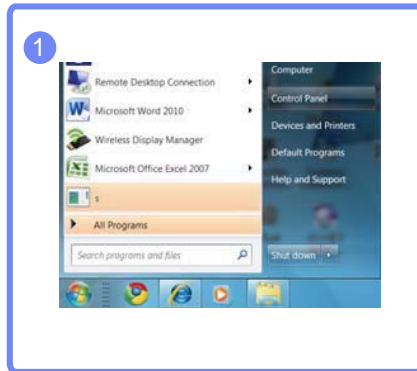 1
Remote Desktop Connection
Microsoft Word 2010
Wireless Display Manager
Microsoft Office Excel 2007
s
All Programs
Search programs and files
Computer
Control Panel
Devices and Printers
Default Programs
Help and Support
Shut down